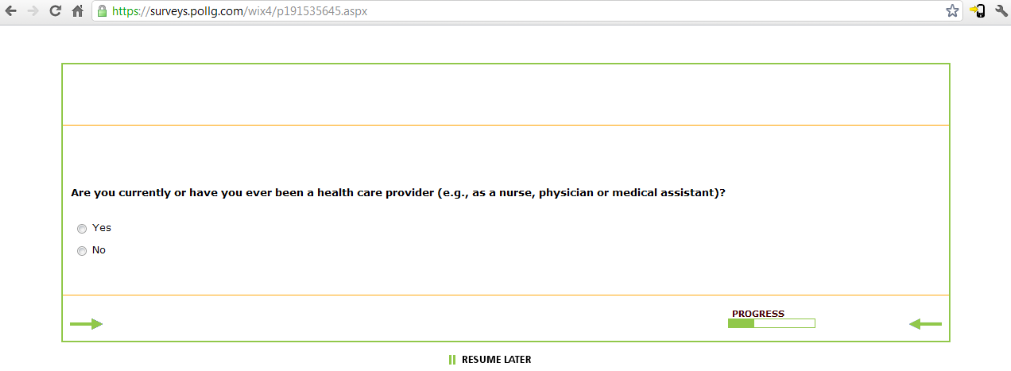 https://surveys.pollg.com/wix4/p191535645.aspx
Are you currently or have you ever been a health care provider (e.g., as a nurse, physician or medical assistant)?
Yes
No
PROGRESS
RESUME LATER